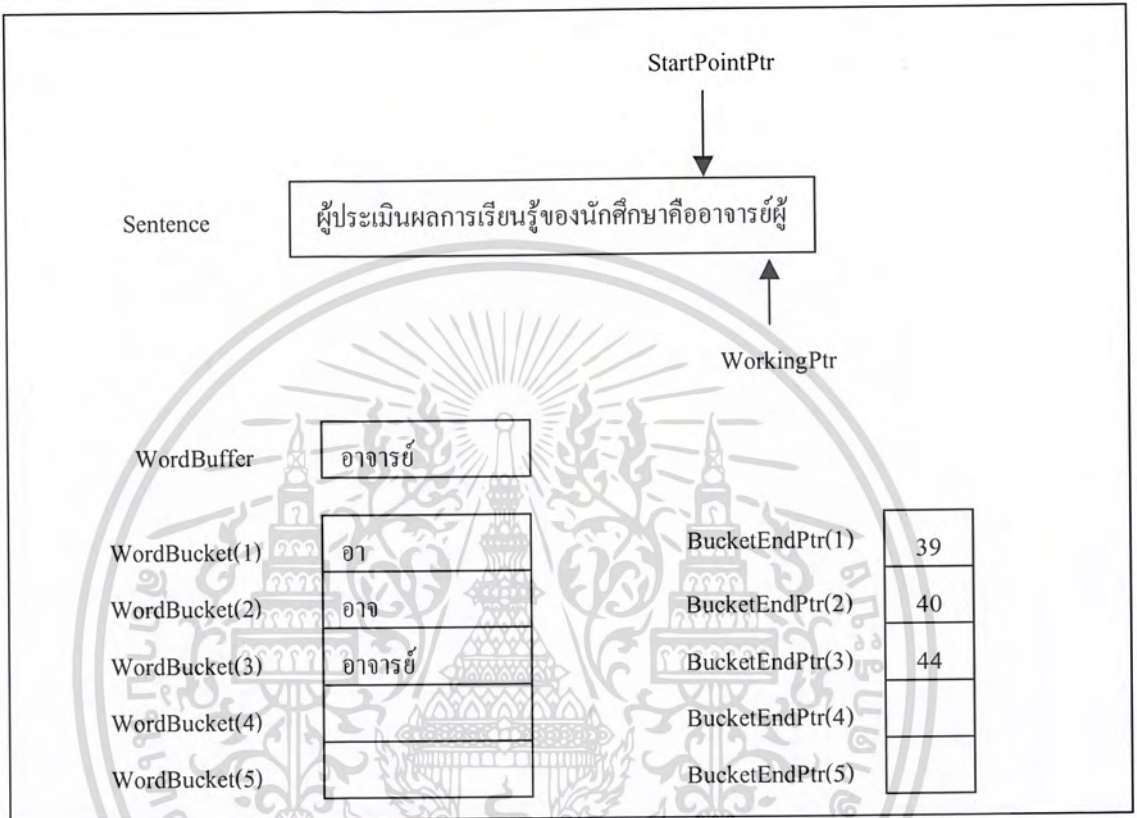 StartPointPtr
Sentence ผู้ประเมินผลการเรียนรู้ของนักศึกษาคืออาจารย์ผู้
WorkingPtr
WordBuffer อาจารย์
WordBucket(1) อา BucketEndPtr(1) 39
WordBucket(2) อาจ BucketEndPtr(2) 40
WordBucket(3) อาจารย์ BucketEndPtr(3) 44
WordBucket(4) BucketEndPtr(4)
WordBucket(5) BucketEndPtr(5)